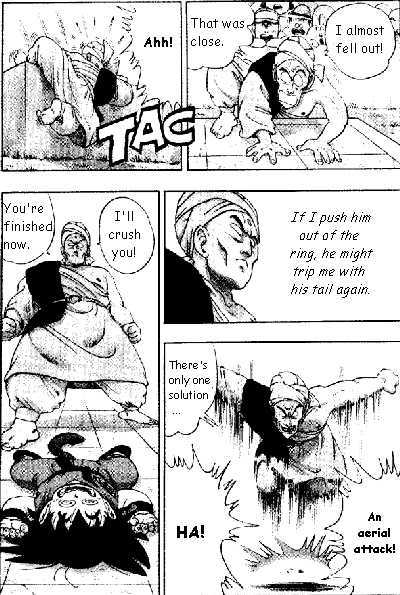 Ahh!
TAC
That was
close.
I almost
fell out!
You're
finished
now.
I'll
crush
you!
If I push him
out of the
ring, he might
trip me with
his tail again.
There's
only one
solution
...
HA!
An
aerial
attack!